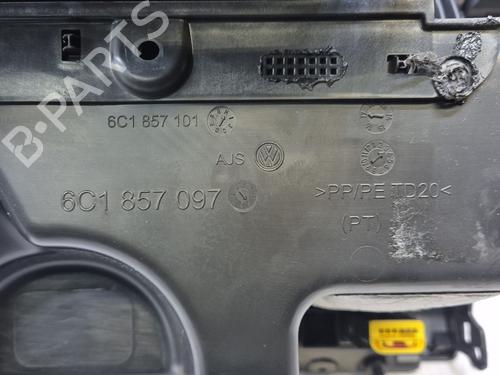 B-PARTS
6C1 857 101
AJS
6C1 857 097
>PP/PE TD20<
(PT)